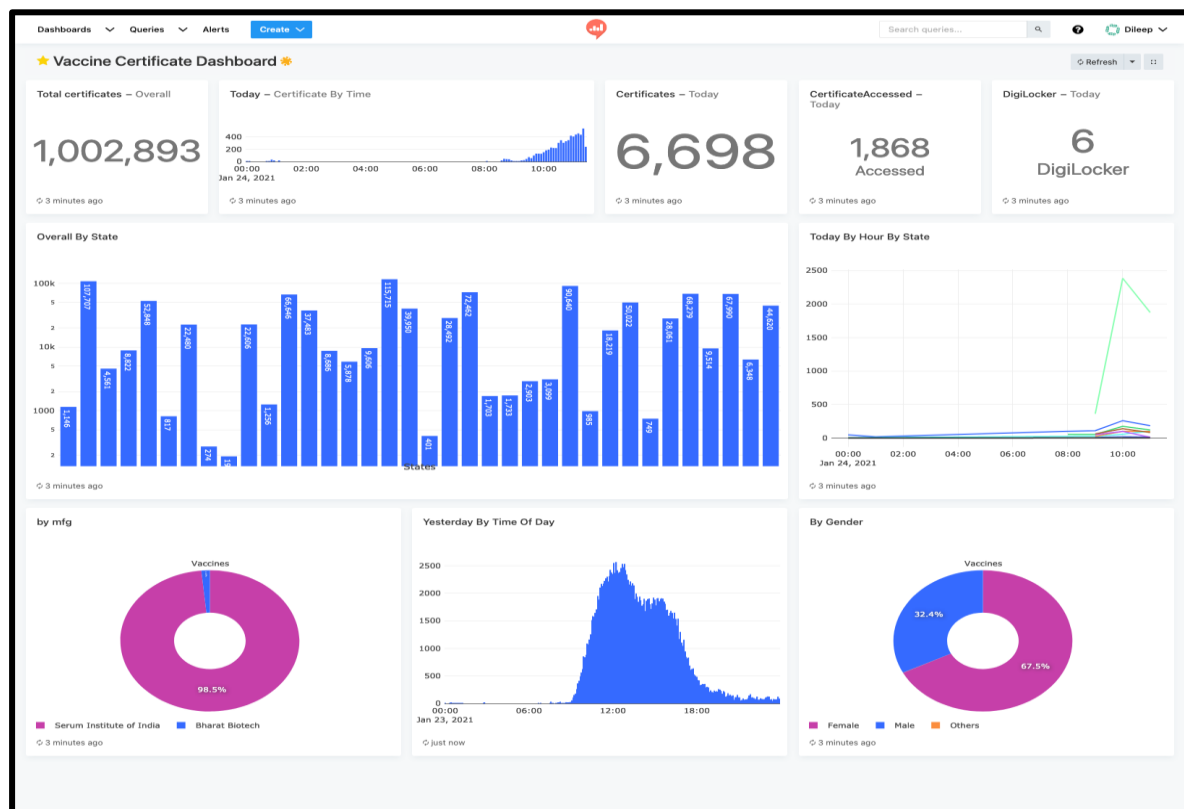 Dashboards Queries Alerts Create Search queries... Dileep
Vaccine Certificate Dashboard
Refresh
Total certificates – Overall
1,002,893
3 minutes ago
Today – Certificate By Time
400
200
0
00:00 02:00 04:00 06:00 08:00 10:00
Jan 24, 2021
3 minutes ago
Certificates – Today
6,698
3 minutes ago
CertificateAccessed –
Today
1,868
Accessed
3 minutes ago
DigiLocker – Today
6
DigiLocker
3 minutes ago
Overall By State
100k
5
2
10k
5
2
1000
5
2
1,146 107,707 4,561 8,822 52,848 817 22,480 274 22,606 1,256 66,646 37,483 8,686 5,878 9,606 115,715 39,950 401 28,492 72,462 1,703 1,733 2,903 3,099 90,640 985 18,219 50,022 749 28,061 68,279 9,514 67,990 6,348 44,620
States
3 minutes ago
Today By Hour By State
2500
2000
1500
1000
500
0
00:00 02:00 04:00 06:00 08:00 10:00
Jan 24, 2021
3 minutes ago
by mfg
Vaccines
98.5%
Serum Institute of India Bharat Biotech
3 minutes ago
Yesterday By Time Of Day
2500
2000
1500
1000
500
0
00:00 06:00 12:00 18:00
Jan 23, 2021
just now
By Gender
Vaccines
32.4%
67.5%
Female Male Others
3 minutes ago